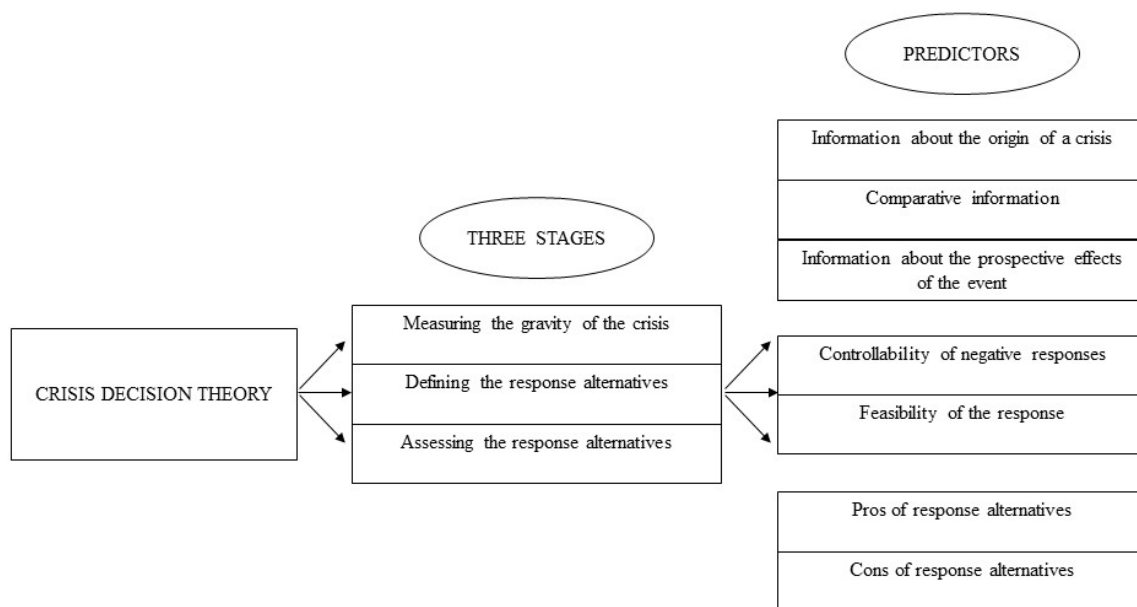 PREDICTORS
Information about the origin of a crisis
Comparative information
Information about the prospective effects
of the event
THREE STAGES
Measuring the gravity of the crisis
Defining the response alternatives
Assessing the response alternatives
CRISIS DECISION THEORY
Controllability of negative responses
Feasibility of the response
Pros of response alternatives
Cons of response alternatives